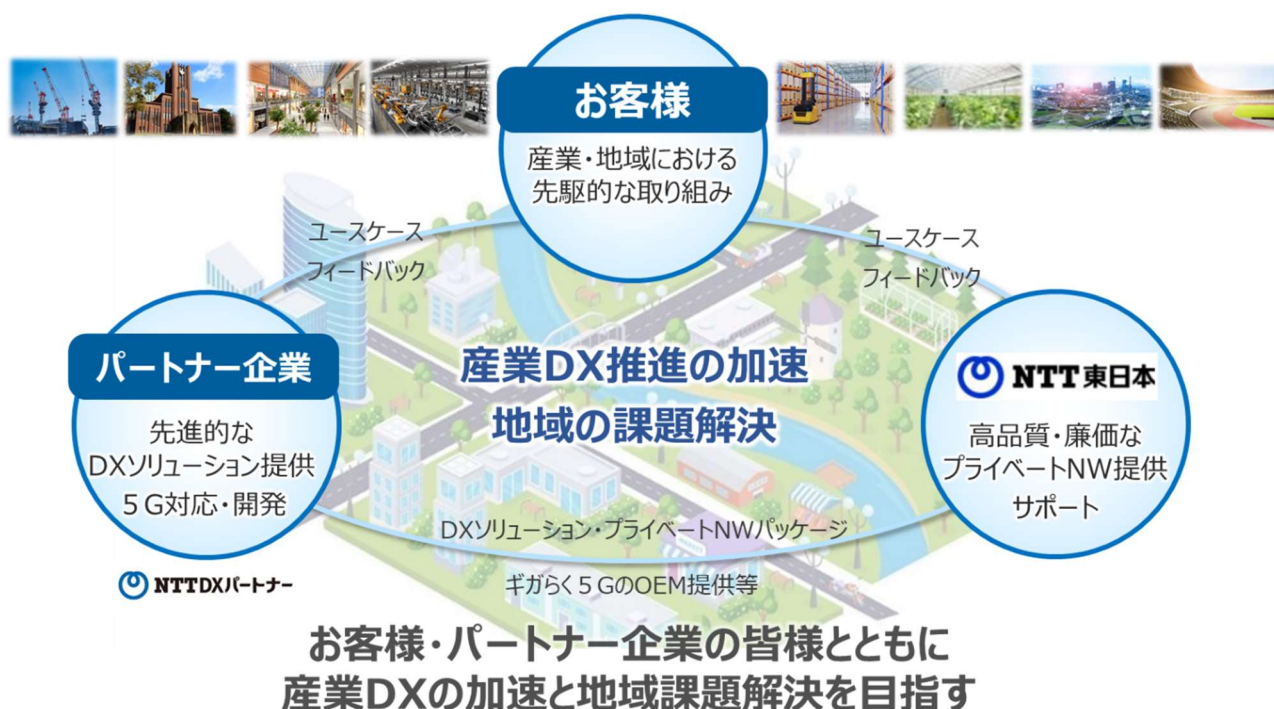 お客様
産業・地域における
先駆的な取り組み
ユースケース
フィードバック
ユースケース
フィードバック
パートナー企業
先進的な
DXソリューション提供
5G対応・開発
産業DX推進の加速
地域の課題解決
NTT東日本
高品質・廉価な
プライベートNW提供
サポート
DXソリューション・プライベートNWパッケージ
NTTDXパートナー
ギガらく5GのOEM提供等
お客様・パートナー企業の皆様とともに
産業DXの加速と地域課題解決を目指す